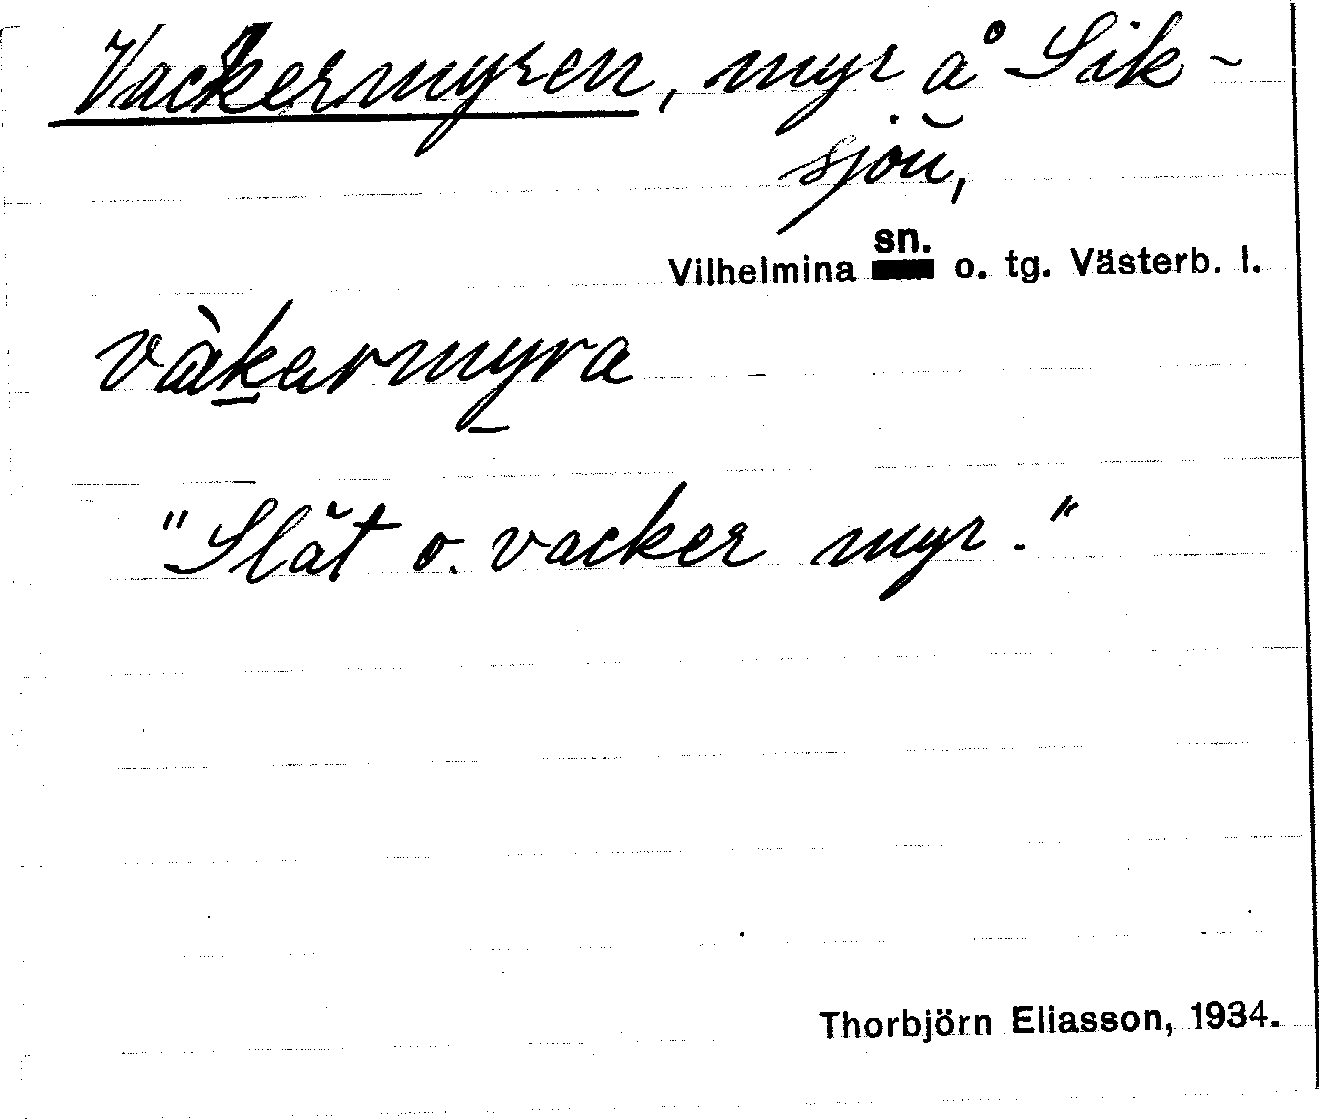 Vackermyren, myr å Sik-
sjön,
sn.
Vilhelmina o. tg. Västerb. l.
vàkermyra
"Slät o. vacker myr."
Thorbjörn Eliasson, 1934.